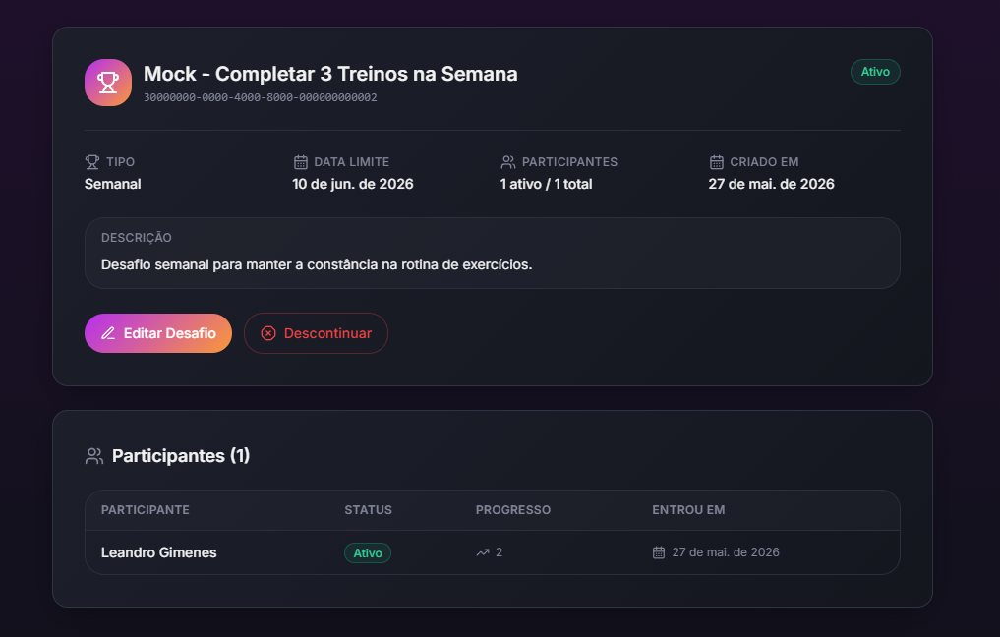 Mock - Completar 3 Treinos na Semana
Ativo
30000000-0000-4000-8000-000000000002
TIPO
DATA LIMITE
PARTICIPANTES
CRIADO EM
Semanal
10 de jun. de 2026
1 ativo / 1 total
27 de mai. de 2026
DESCRIÇÃO
Desafio semanal para manter a constância na rotina de exercícios.
Editar Desafio
Descontinuar
Participantes (1)
PARTICIPANTE
STATUS
PROGRESSO
ENTROU EM
Leandro Gimenes
Ativo
2
27 de mai. de 2026